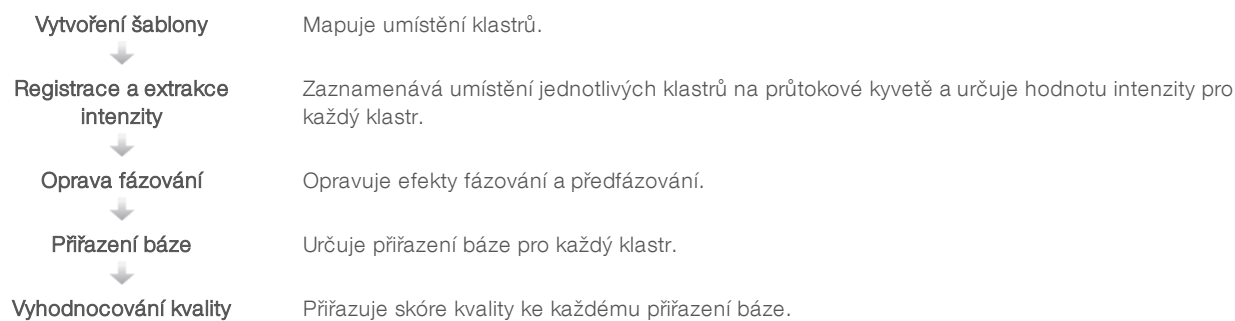 Vytvoření šablony
Mapuje umístění klastrů.
Registrace a extrakce
intenzity
Zaznamenává umístění jednotlivých klastrů na průtokové kyvetě a určuje hodnotu intenzity pro
každý klastr.
Oprava fázování
Opravuje efekty fázování a předfázování.
Přiřazení báze
Určuje přiřazení báze pro každý klastr.
Vyhodnocování kvality
Přiřazuje skóre kvality ke každému přiřazení báze.